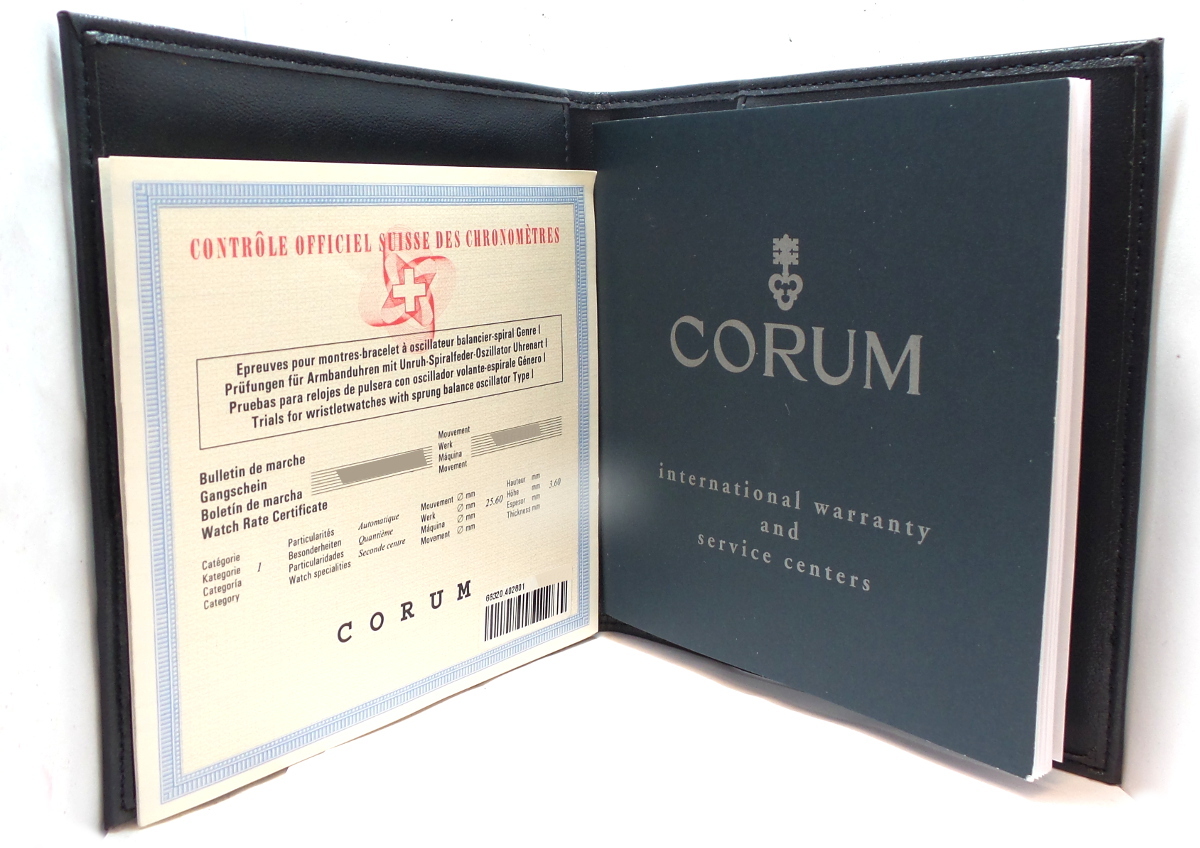 CONTRÔLE OFFICIEL SUISSE DES CHRONOMÈTRES
Epreuves pour montres-bracelet à oscillateur balancier-spiral Genre I
Prüfungen für Armbanduhren mit Unruh-Spiralfeder-Oszillator Uhrenart I
Pruebas para relojes de pulsera con oscillador volante-espirale Género I
Trials for wristletwatches with sprung balance oscillator Type I
Bulletin de marche
Gangschein
Boletín de marcha
Watch Rate Certificate
Mouvement
Werk
Máquina
Movement
Catégorie
Kategorie
Categoría
Category
1
Particularités
Besonderheiten
Particularidades
Watch specialities
Automatique
Quantième
Seconde centre
Mouvement ∅ mm
Werk ∅ mm
Máquina ∅ mm
Movement ∅ mm
25.60
Hauteur mm
Höhe mm
Espesor mm
Thickness mm
3.60
CORUM
66320.402601
CORUM
international warranty
and
service centers